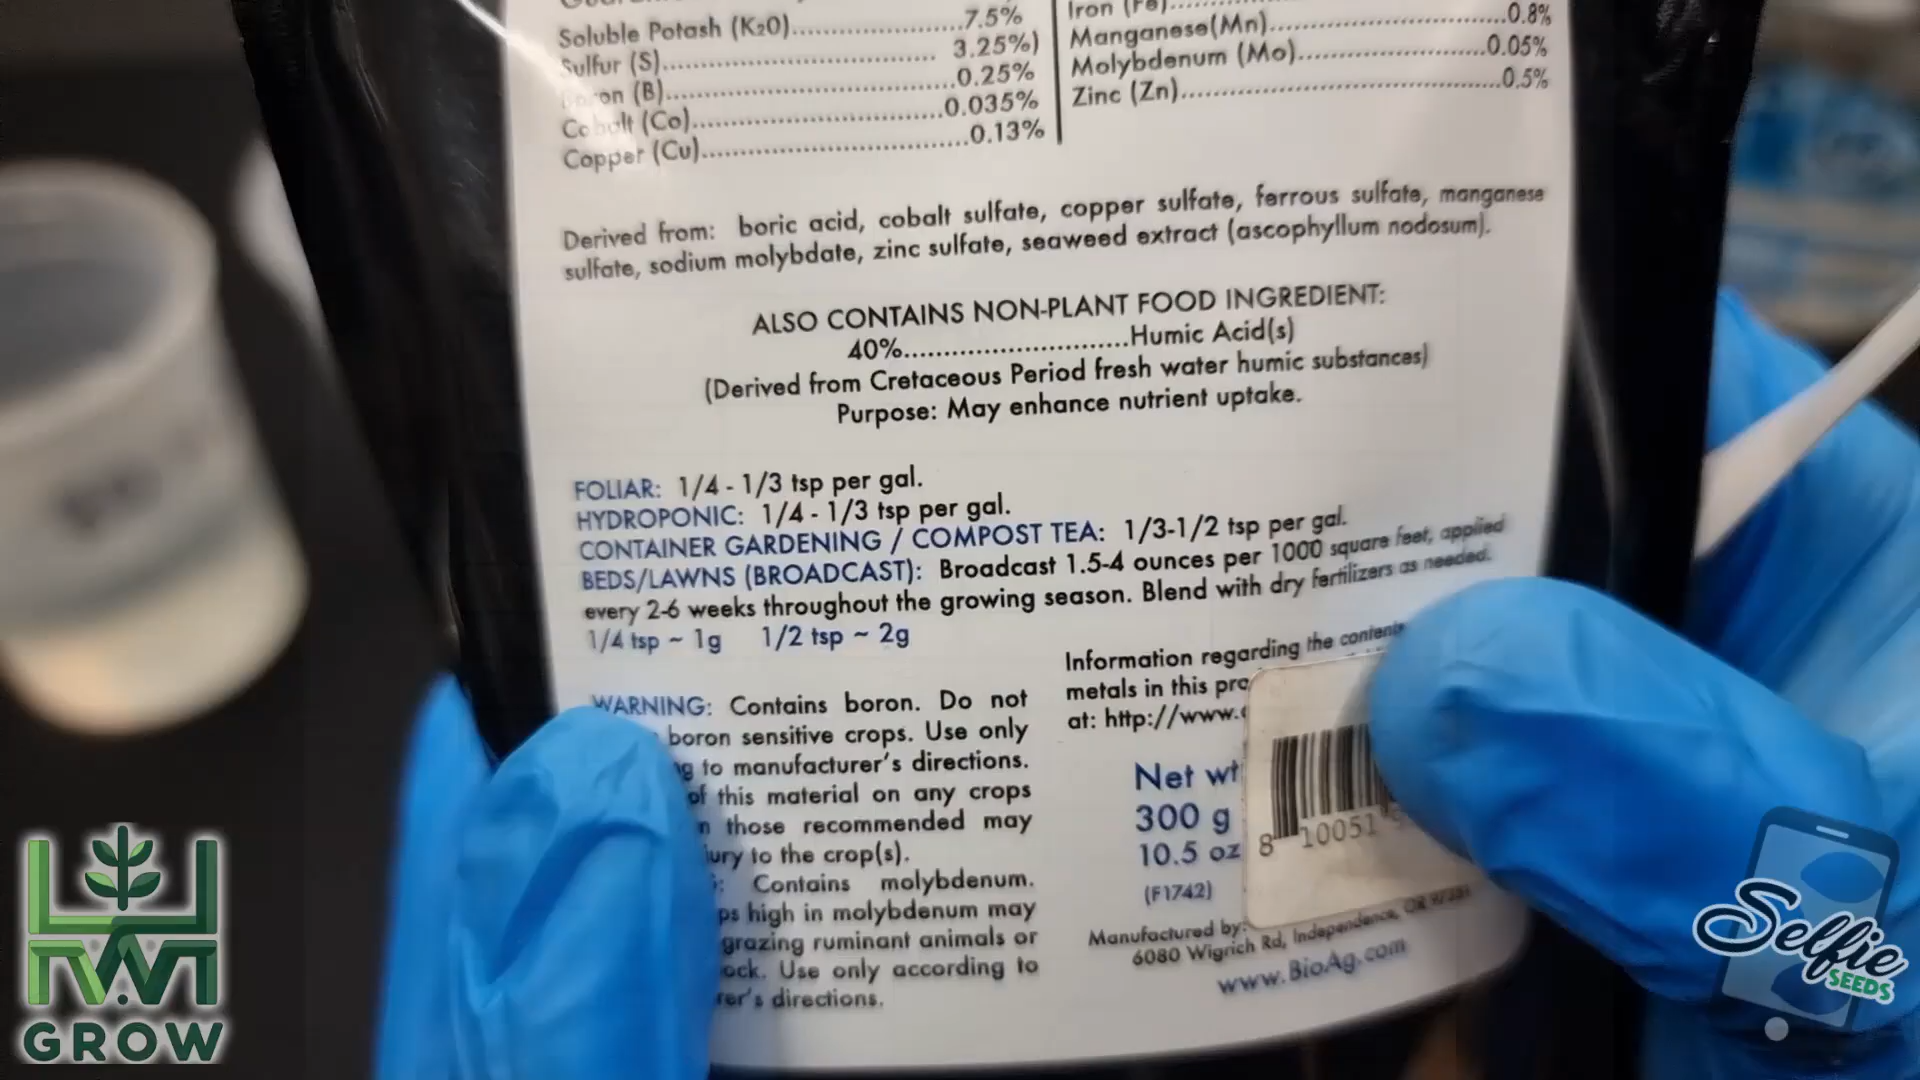 Soluble Potash (K2O)..................7.5%
Sulfur (S)............................ 3.25%)
(B)............................0.25%
(Co)..........................0.035%
Copper (Cu)...........................0.13%
Iron (Fe)
Manganese(Mn)............................0.8%
Molybdenum (Mo)....................0.05%
Zinc (Zn).....................................0.5%
Derived from: boric acid, cobalt sulfate, copper sulfate, ferrous sulfate, manganese
sulfate, sodium molybdate, zinc sulfate, seaweed extract (ascophyllum nodosum).
ALSO CONTAINS NON-PLANT FOOD INGREDIENT:
40%............................Humic Acid(s)
(Derived from Cretaceous Period fresh water humic substances)
Purpose: May enhance nutrient uptake.
FOLIAR: 1/4 - 1/3 tsp per gal.
HYDROPONIC: 1/4 - 1/3 tsp per gal.
CONTAINER GARDENING / COMPOST TEA: 1/3-1/2 tsp per gal.
BEDS/LAWNS (BROADCAST): Broadcast 1.5-4 ounces per 1000 square feet, applied
every 2-6 weeks throughout the growing season. Blend with dry fertilizers as needed.
1/4 tsp ~ 1g 1/2 tsp ~ 2g
WARNING: Contains boron. Do not
boron sensitive crops. Use only
to manufacturer's directions.
of this material on any crops
those recommended may
to the crop(s).
Contains molybdenum.
high in molybdenum may
grazing ruminant animals or
Use only according to
directions.
Information regarding the contents
metals in this
at: http://www.
Net wt
300 g
10.5 oz
(F1742)
8 10051
Manufactured by:
6080 Wigrich Rd, Independence, OR
www.BioAg.com
GROW
Selfie
SEEDS